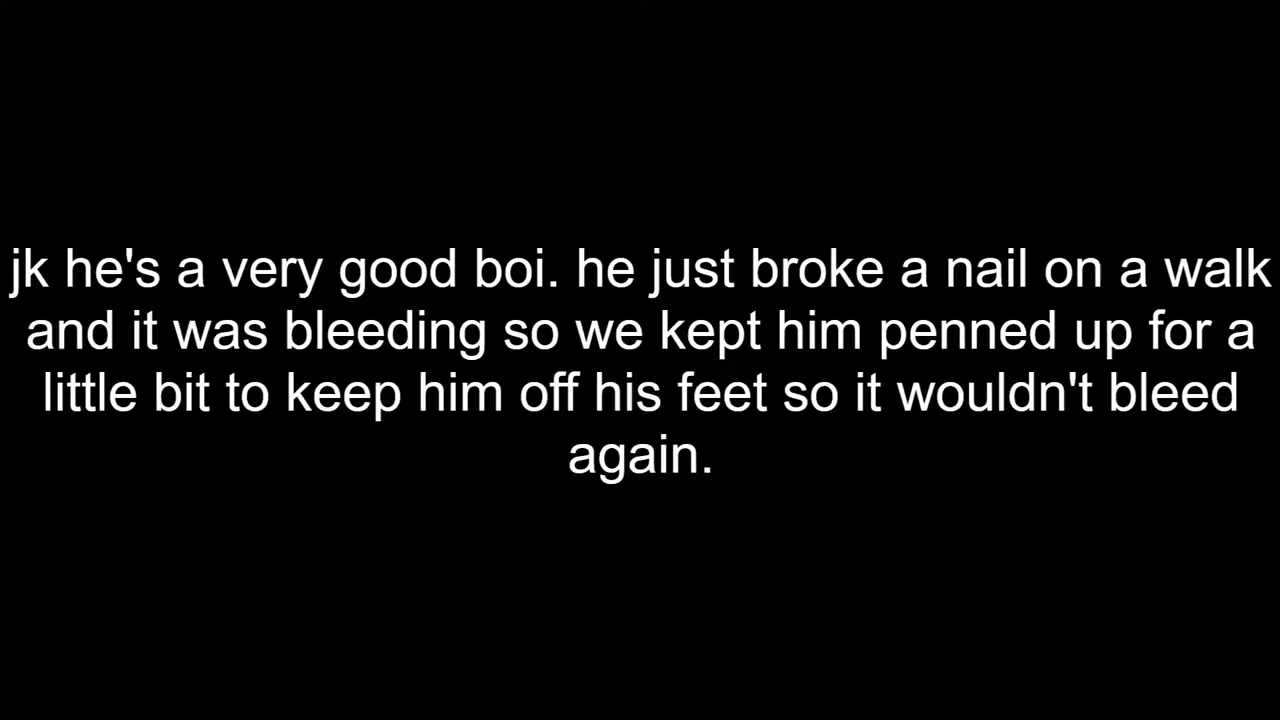 jk he's a very good boi. he just broke a nail on a walk
and it was bleeding so we kept him penned up for a
little bit to keep him off his feet so it wouldn't bleed
again.